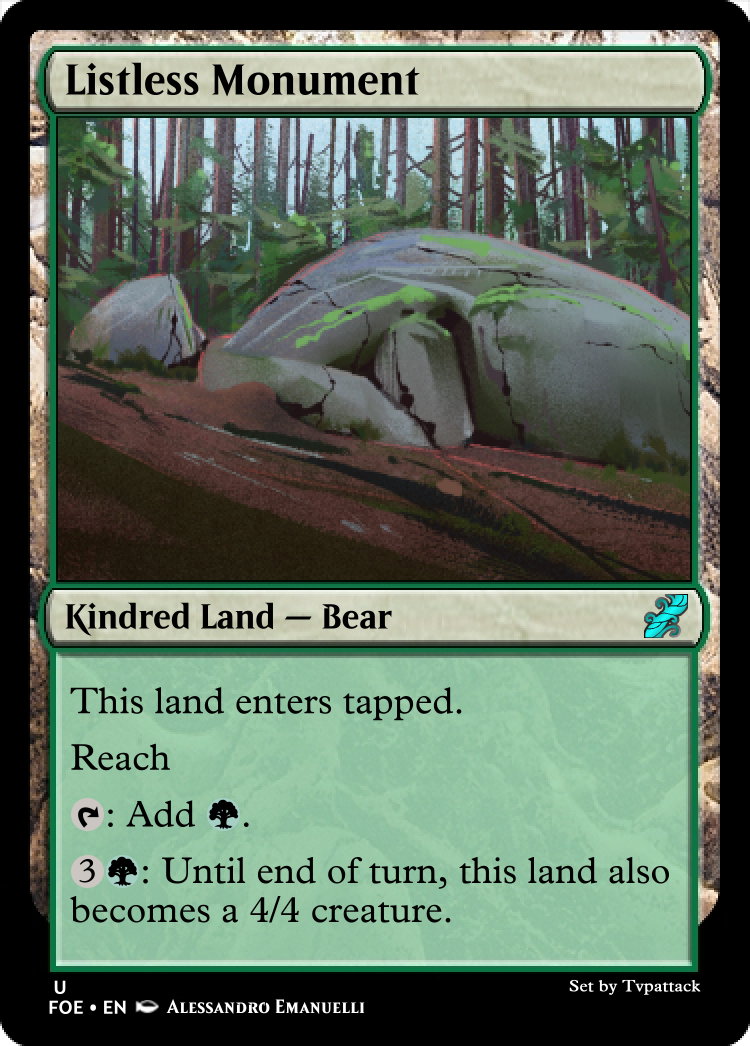 Listless Monument
Kindred Land — Bear
This land enters tapped.
Reach
: Add .
3: Until end of turn, this land also
becomes a 4/4 creature.
U
Set by Tvpattack
FOE • EN ALESSANDRO EMANUELLI